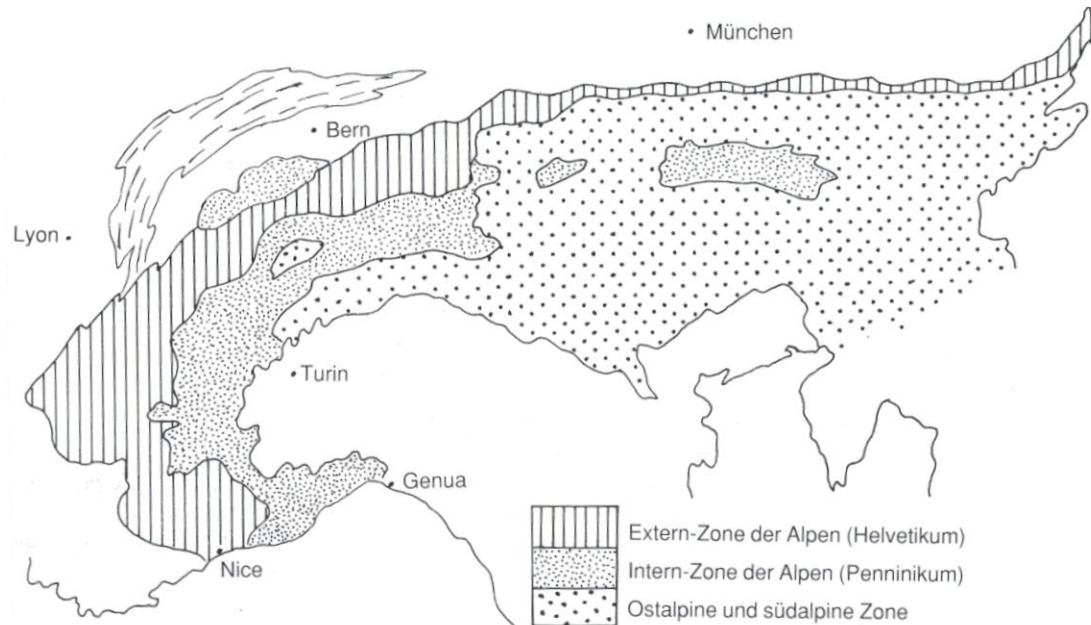 München
Bern
Lyon
Turin
Genua
Nice
Extern-Zone der Alpen (Helvetikum)
Intern-Zone der Alpen (Penninikum)
Ostalpine und südalpine Zone